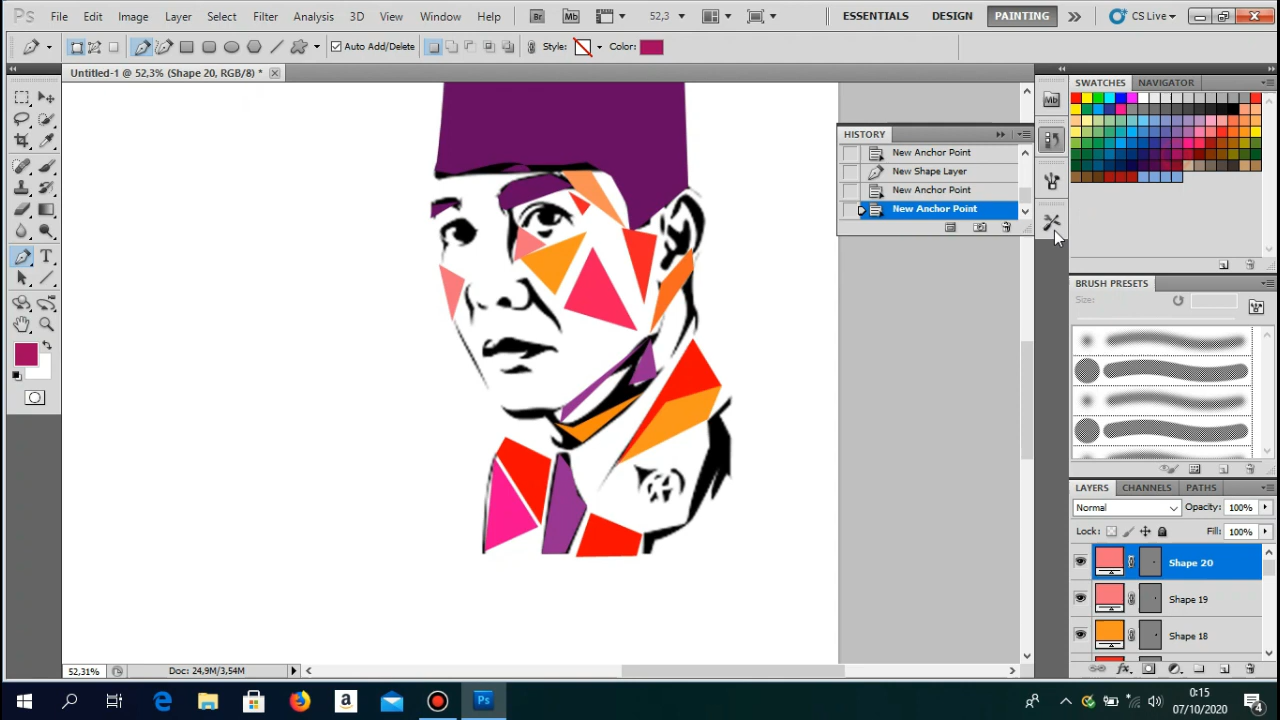 Ps File Edit Image Layer Select Filter Analysis 3D View Window Help Br Mb 52,3 ESSENTIALS DESIGN PAINTING CS Live
Auto Add/Delete Style: Color:
Untitled-1 @ 52,3% (Shape 20, RGB/8) *
SWATCHES NAVIGATOR
Mb
HISTORY
New Anchor Point
New Shape Layer
New Anchor Point
New Anchor Point
T
BRUSH PRESETS
Size:
LAYERS CHANNELS PATHS
Normal Opacity: 100%
Lock: Fill: 100%
Shape 20
Shape 19
Shape 18
fx
52,31% Doc: 24,9M/3,54M
Ps
0:15
07/10/2020
4